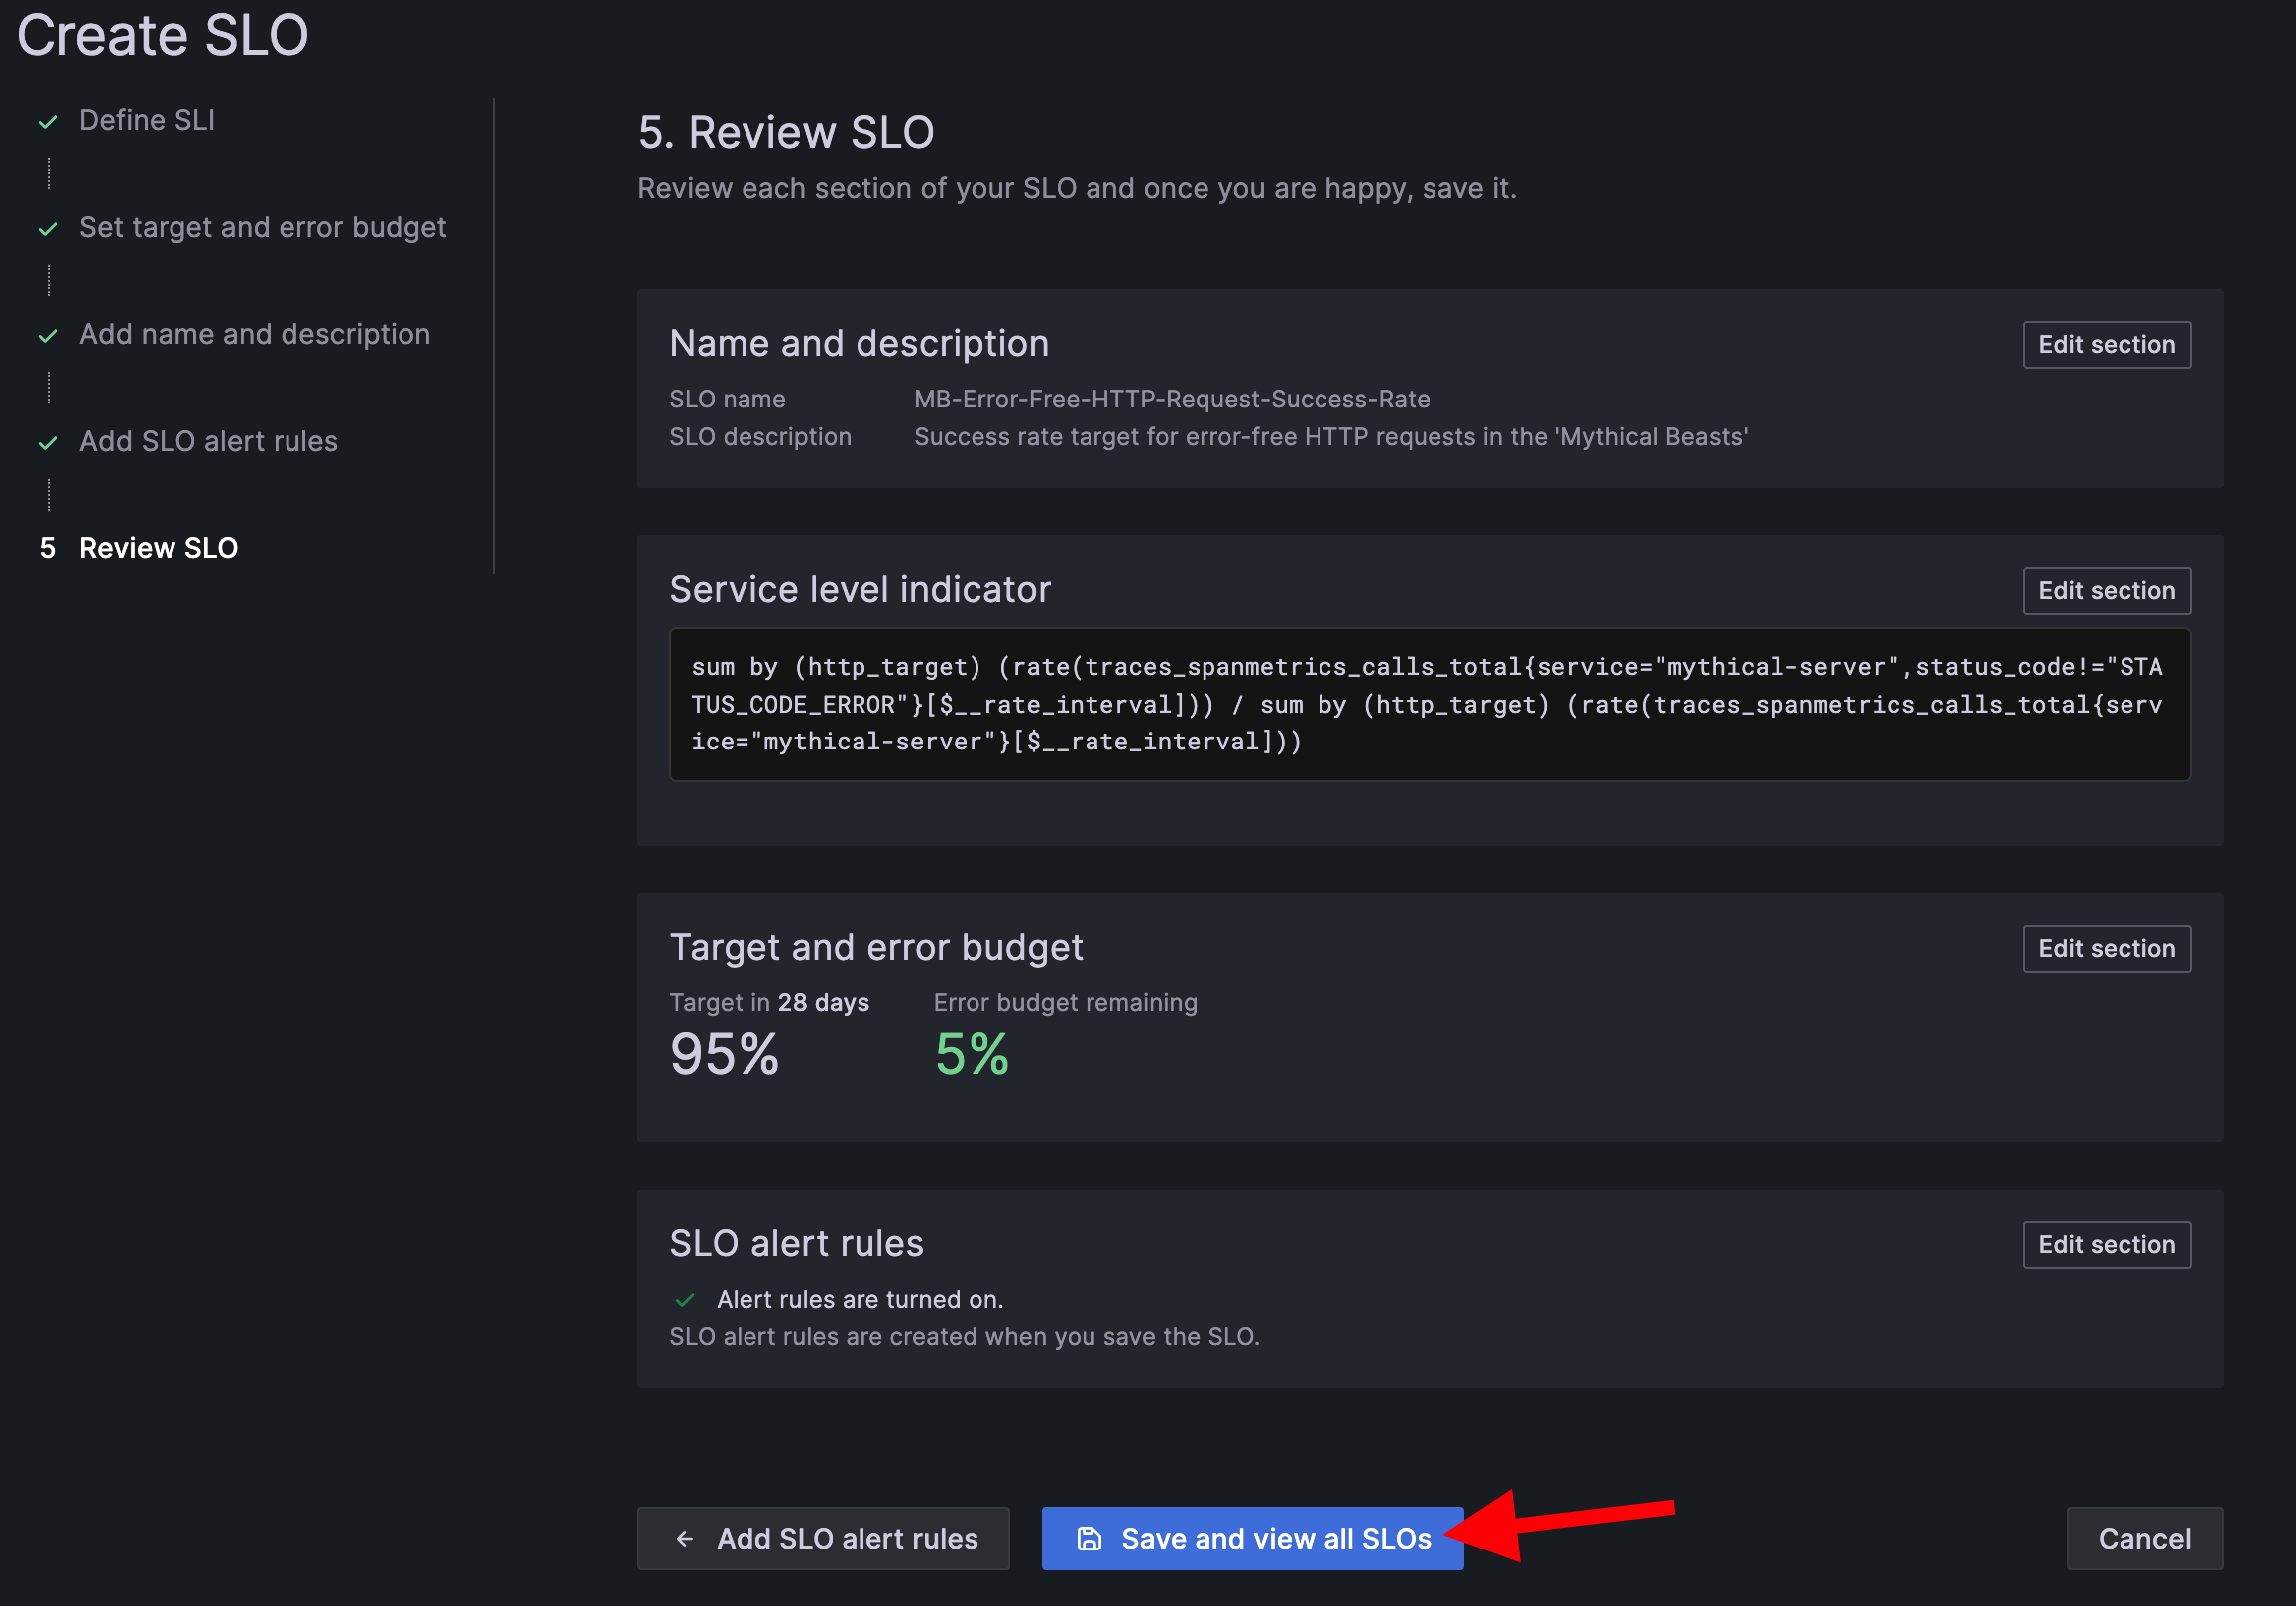 Create SLO
Define SLI
Set target and error budget
Add name and description
Add SLO alert rules
5 Review SLO
5. Review SLO
Review each section of your SLO and once you are happy, save it.
Name and description
Edit section
SLO name MB-Error-Free-HTTP-Request-Success-Rate
SLO description Success rate target for error-free HTTP requests in the 'Mythical Beasts'
Service level indicator
Edit section
sum by (http_target) (rate(traces_spanmetrics_calls_total{service="mythical-server",status_code!="STA
TUS_CODE_ERROR"}[$__rate_interval])) / sum by (http_target) (rate(traces_spanmetrics_calls_total{serv
ice="mythical-server"}[$__rate_interval]))
Target and error budget
Edit section
Target in 28 days Error budget remaining
95% 5%
SLO alert rules
Edit section
Alert rules are turned on.
SLO alert rules are created when you save the SLO.
Add SLO alert rules Save and view all SLOs Cancel